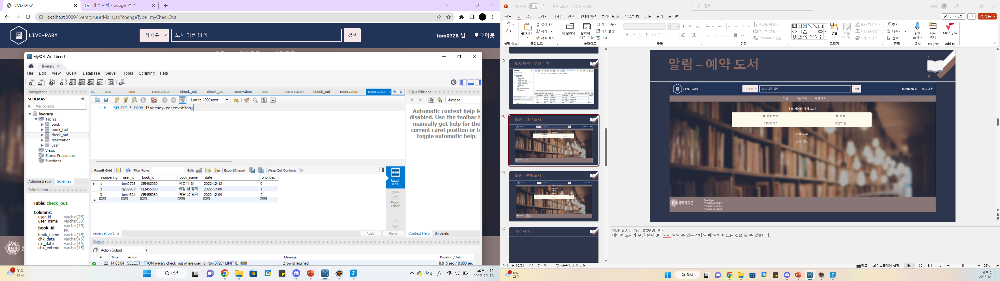 LIVE-RARY
배너 클릭 - Google 검색
localhost:8080/liverary/userMain.jsp?changeType=myCheckOut
LIVE-RARY
책 제목
도서 이름 입력
검색
tom0726 님
로그아웃
MySQL Workbench
liverary
File Edit View Query Database Server Tools Scripting Help
Navigator
SCHEMAS
Filter objects
liverary
Tables
book
book_test
check_out
reservation
user
Views
Stored Procedures
Functions
Administration Schemas
Information
Table: check_out
Columns:
user_id varchar(25)
user_name varchar(30)
book_id varchar(45) PK
book_name varchar(45)
chk_date varchar(45)
rtn_date varchar(45)
chk_extend varchar(45)
out user user reservation check_out check_out reservation user reservation check_out reservation reservation
Limit to 1000 rows
1 SELECT * FROM liverary.reservation;
Result Grid Filter Rows: Edit: Export/Import: Wrap Cell Content:
numbering user_id book_id book_name date priorities
1 tom0726 CEM62030 마법의 원 2022-12-12 0
2 gyu9907 CEM55080 벼알 삼 형제 2022-12-08 1
3 tom4321 CEM55080 벼알 삼 형제 2022-12-09 2
NULL NULL NULL NULL NULL NULL
Result Grid
Form Editor
reservation 1
Apply Revert
SQLAdditions
Jump to
Automatic context help is
disabled. Use the toolbar t
manually get help for the
current caret position or t
toggle automatic help.
Context Help Snippets
Output
Action Output
# Time Action Message Duration / Fetch
22 14:03:04 SELECT * FROM liverary.check_out where user_id="tom0726" LIMIT 0, 1000 2 row(s) returned 0.015 sec / 0.000 sec
1
5°C
흐림
검색
오후 2:11
2022-12-13
자동 저장 끔
발표.pptx • 이 PC에 저장됨
검색
진민주
파일 홈 삽입 그리기 디자인 전환 애니메이션 슬라이드 쇼 녹음/녹화 검토 보기 도움말
녹음/녹화
공유
실행 취소
붙여넣기
잘라내기
복사
서식 복사
클립보드
새 슬라이드
슬라이드 다시 사용
레이아웃
다시 설정
구역
슬라이드
13
글꼴
텍스트 방향
텍스트 맞춤
SmartArt로 변환
단락
정렬
빠른 스타일
도형 채우기
도형 윤곽선
도형 효과
그리기
찾기
바꾸기
선택
편집
받아쓰기
음성
디자이너
Designer
MathType
Add-in
9
도서 예약 – 우선 순위
10
알림 – 예약 도서
11
알림 – 연체 도서
12
예약 목록
알림 – 예약 도서
LIVE-RARY
책 제목
도서 이름 입력
검색
tom0726 님
로그아웃
알림 대출 목록 예약 목록
대출 가능한 예약 도서
책 등록 번호 책 제목
CEM62030 마법의 원
연체 도서
알림 없음
공주대학교
Developer
201801743 김규번
201801828 홍상혁
202001834 진민주
현재 유저는 Tom 0726입니다.
예약한 도서가 우선 순위 0이 되서 빌릴 수 있는 상태일 때 알림에 뜨는 것을 볼 수 있습니다.
슬라이드 10/21
한국어
접근성: 조사 필요
메모
디스플레이 설정
92%
1
5°C
흐림
검색
오후 2:11
2022-12-13